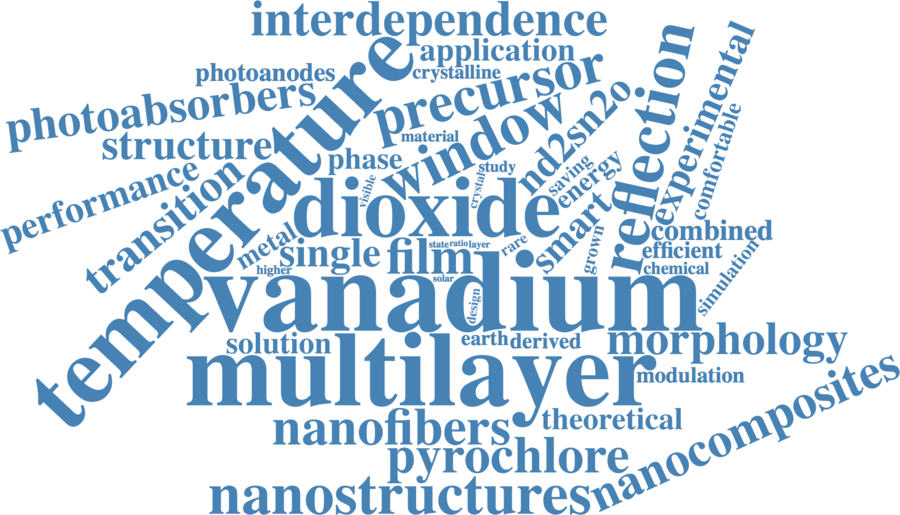 interdependence
application
photoanodes
crystalline
photoabsorbers
precursor
temperature
reflection
experimental
structure
material
window
nd2sn2o
comfortable
phase
study
saving
performance
transition
visible
crystal
energy
dioxide
smart
metal
combined
single
film
state
ratio
layer
rare
grown
efficient
higher
solar
chemical
simulation
vanadium
design
solution
earth
derived
morphology
multilayer
modulation
nanofibers
theoretical
nanocomposites
pyrochlore
nanostructures